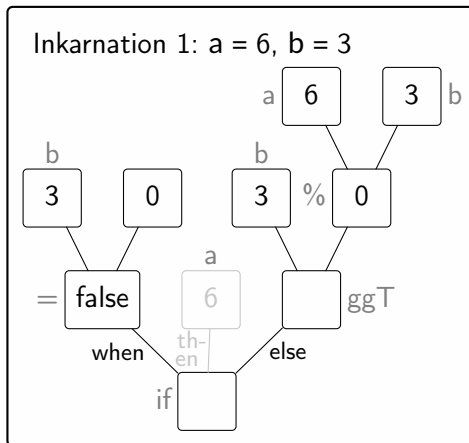 Inkarnation 1: a = 6, b = 3
a 6 3 b
b b
3 0 3 % 0
a
= false 6 ggT
when th-
en else
if